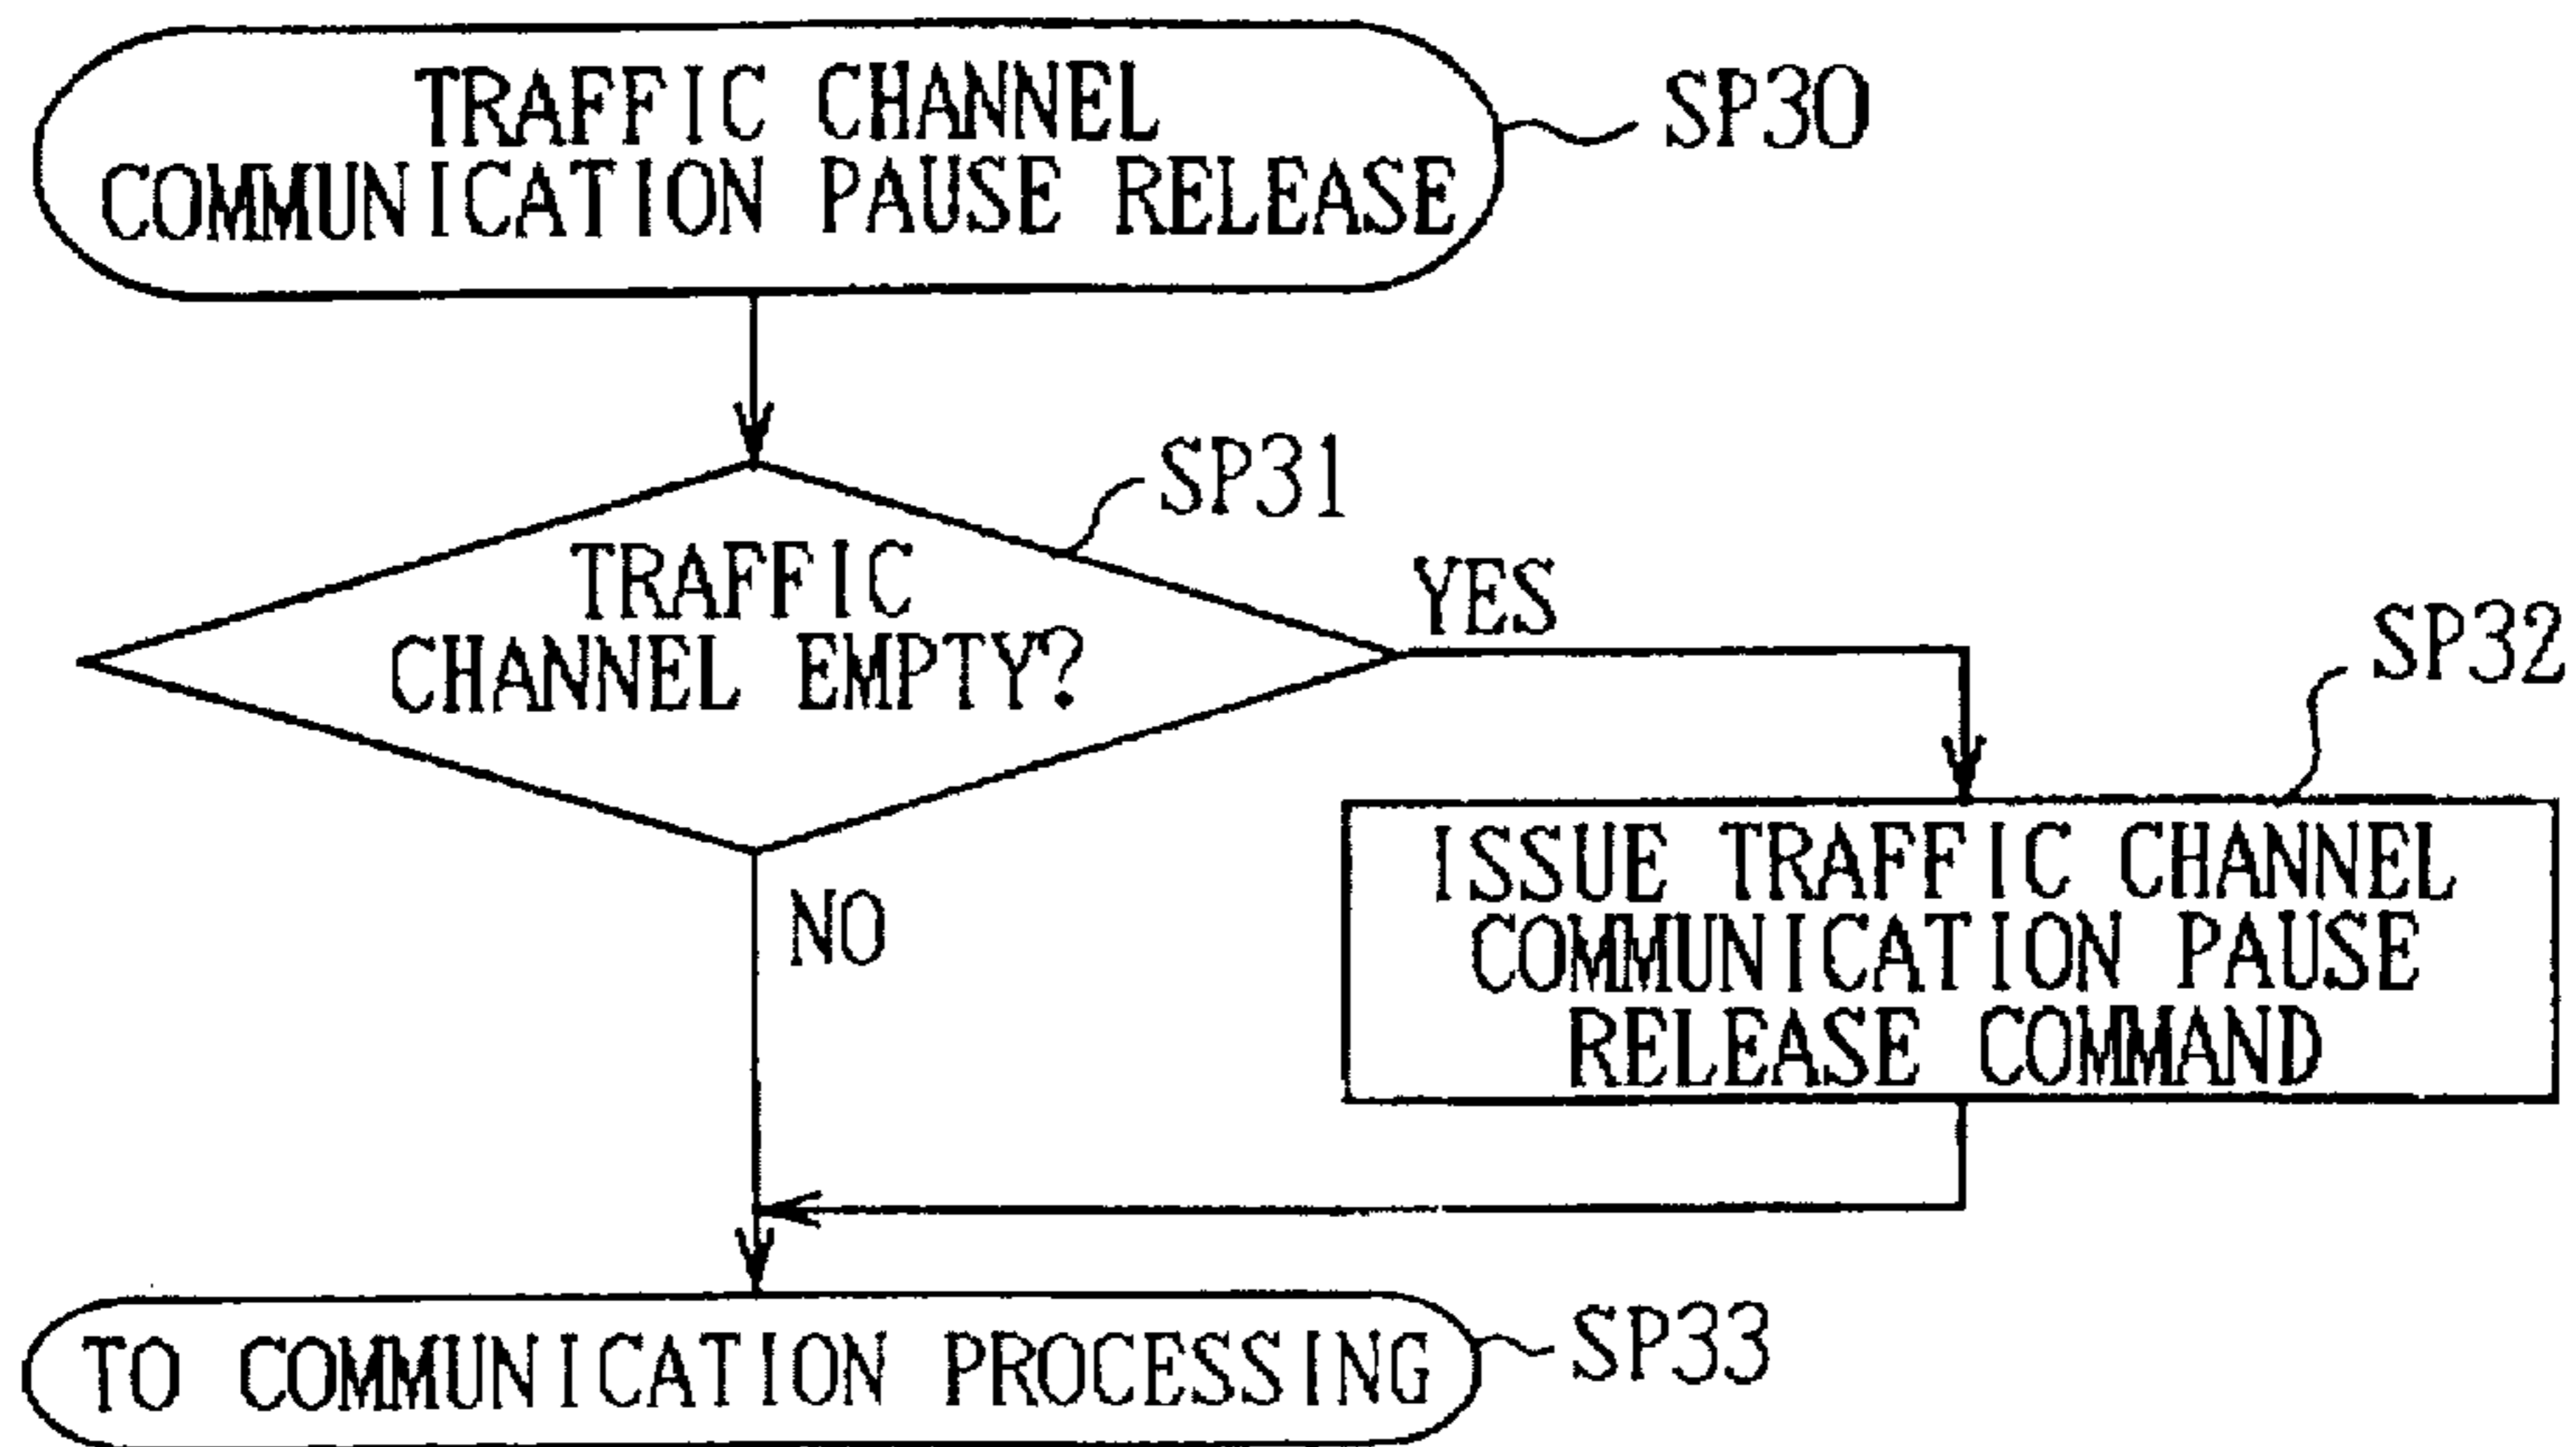 TRAFFIC CHANNEL
COMMUNICATION PAUSE RELEASE
SP30
SP31
TRAFFIC
CHANNEL EMPTY?
YES
SP32
NO
ISSUE TRAFFIC CHANNEL
COMMUNICATION PAUSE
RELEASE COMMAND
TO COMMUNICATION PROCESSING
SP33